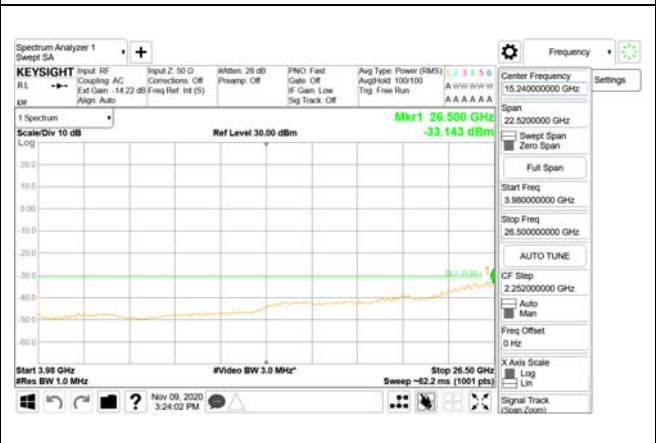 Spectrum Analyzer 1
Swept SA
+
Frequency
KEYSIGHT
RL
LXI
Input: RF
Coupling: AC
Ext Gain: -14.22 dB
Align: Auto
Input Z: 50 Ω
Corrections: Off
Freq Ref: Int (S)
#Atten: 28 dB
Preamp: Off
PNO: Fast
Gate: Off
IF Gain: Low
Sig Track: Off
Avg Type: Power (RMS)
Avg|Hold: 100/100
Trig: Free Run
1 2 3 4 5 6
A W W W W W
A A A A A A
1 Spectrum
Scale/Div 10 dB
Log
Ref Level 30.00 dBm
Mkr1 26.500 GHz
-33.143 dBm
20.0
10.0
0.00
-10.0
-20.0
-30.0
-40.0
-50.0
-60.0
1
Start 3.98 GHz
#Res BW 1.0 MHz
#Video BW 3.0 MHz*
Stop 26.50 GHz
Sweep ~62.2 ms (1001 pts)
Center Frequency
15.240000000 GHz
Settings
Span
22.5200000 GHz
Swept Span
Zero Span
Full Span
Start Freq
3.980000000 GHz
Stop Freq
26.500000000 GHz
AUTO TUNE
CF Step
2.252000000 GHz
Auto
Man
Freq Offset
0 Hz
X Axis Scale
Log
Lin
Signal Track
(Span Zoom)
?
Nov 09, 2020
3:24:02 PM